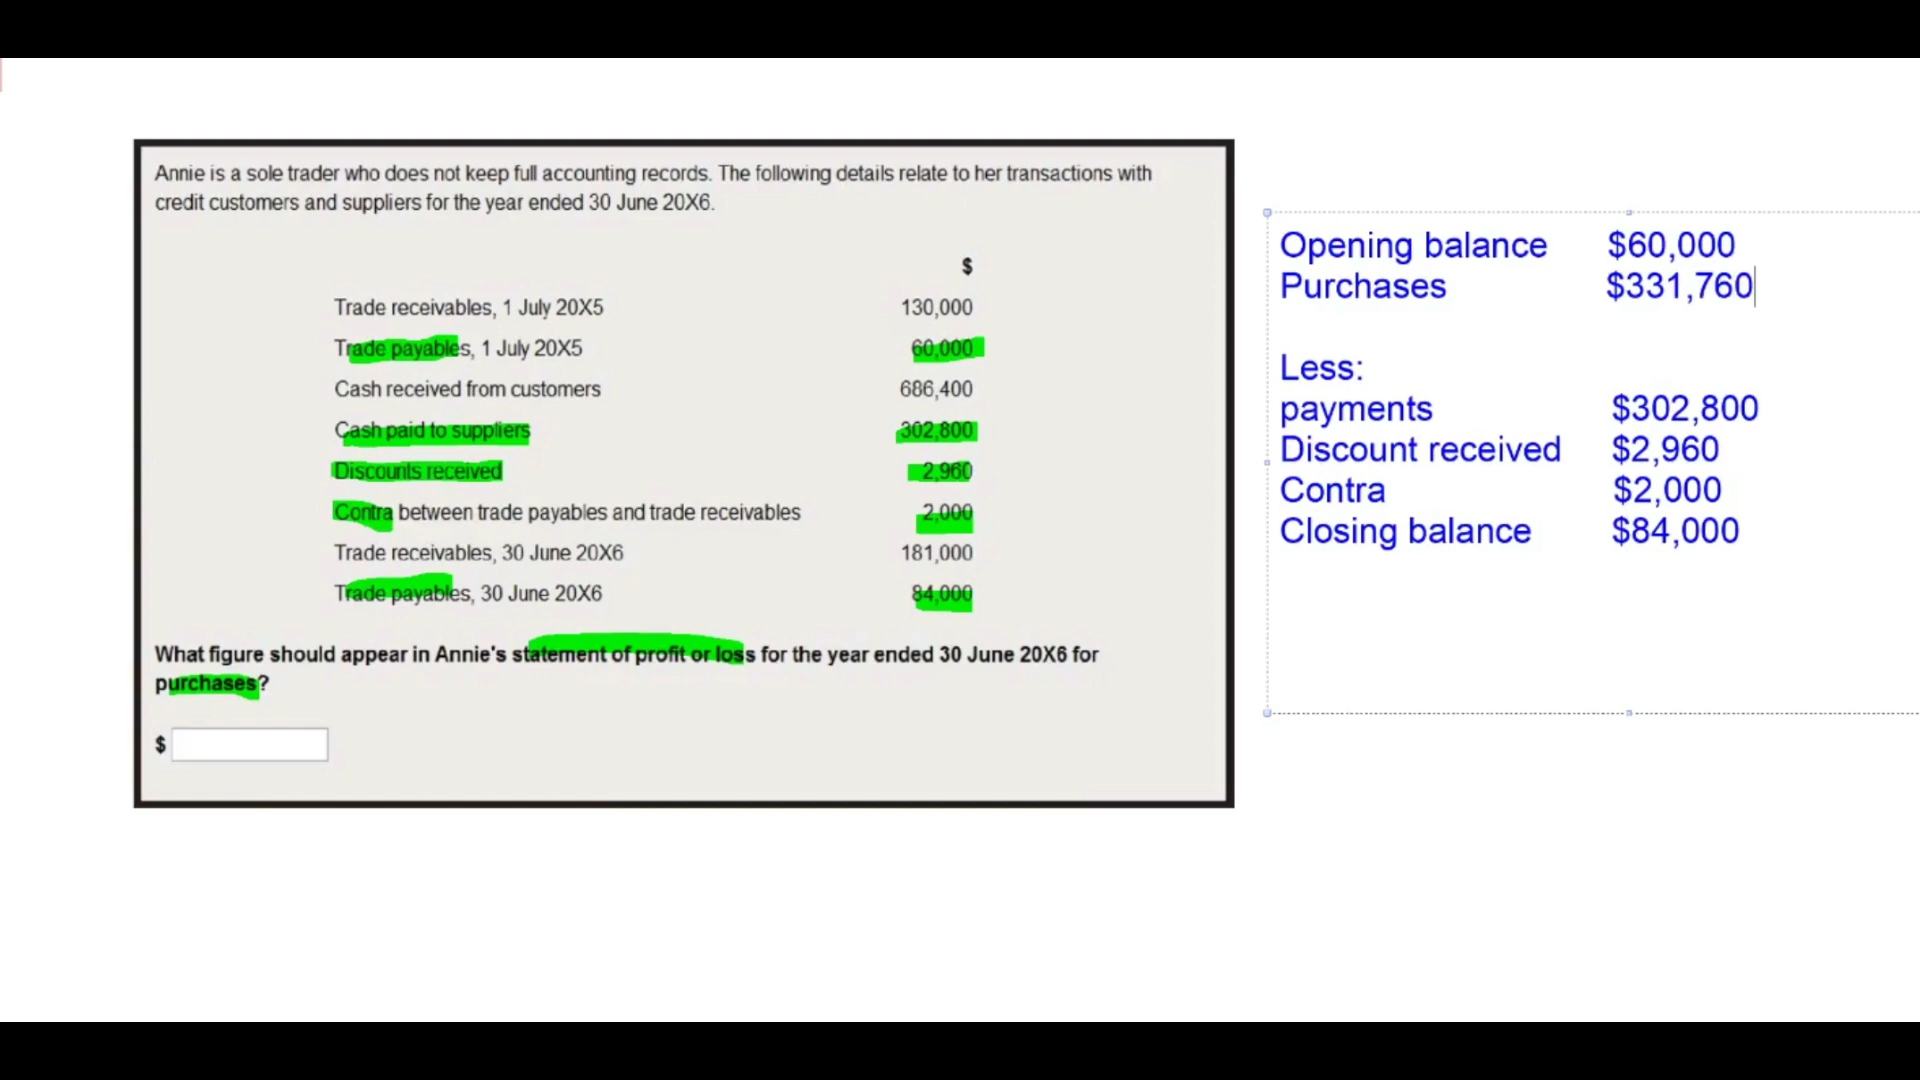 Annie is a sole trader who does not keep full accounting records. The following details relate to her transactions with
credit customers and suppliers for the year ended 30 June 20X6.
$
Trade receivables, 1 July 20X5 130,000
Trade payables, 1 July 20X5 60,000
Cash received from customers 686,400
Cash paid to suppliers 302,800
Discounts received 2,960
Contra between trade payables and trade receivables 2,000
Trade receivables, 30 June 20X6 181,000
Trade payables, 30 June 20X6 84,000
What figure should appear in Annie's statement of profit or loss for the year ended 30 June 20X6 for
purchases?
$
Opening balance $60,000
Purchases $331,760
Less:
payments $302,800
Discount received $2,960
Contra $2,000
Closing balance $84,000